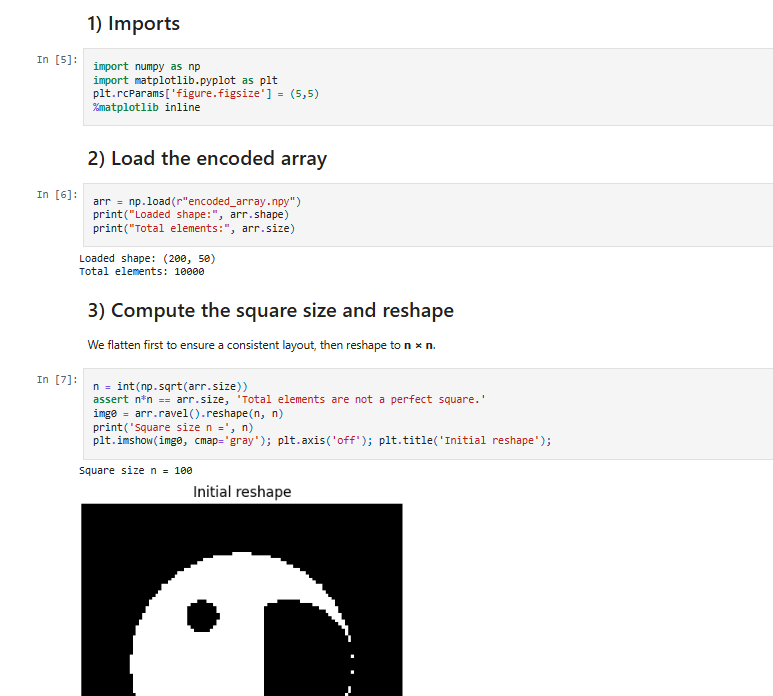 1) Imports
In [5]:
import numpy as np
import matplotlib.pyplot as plt
plt.rcParams['figure.figsize'] = (5,5)
%matplotlib inline
2) Load the encoded array
In [6]:
arr = np.load(r"encoded_array.npy")
print("Loaded shape:", arr.shape)
print("Total elements:", arr.size)
Loaded shape: (200, 50)
Total elements: 10000
3) Compute the square size and reshape
We flatten first to ensure a consistent layout, then reshape to n × n.
In [7]:
n = int(np.sqrt(arr.size))
assert n*n == arr.size, 'Total elements are not a perfect square.'
img0 = arr.ravel().reshape(n, n)
print('Square size n =', n)
plt.imshow(img0, cmap='gray'); plt.axis('off'); plt.title('Initial reshape');
Square size n = 100
Initial reshape